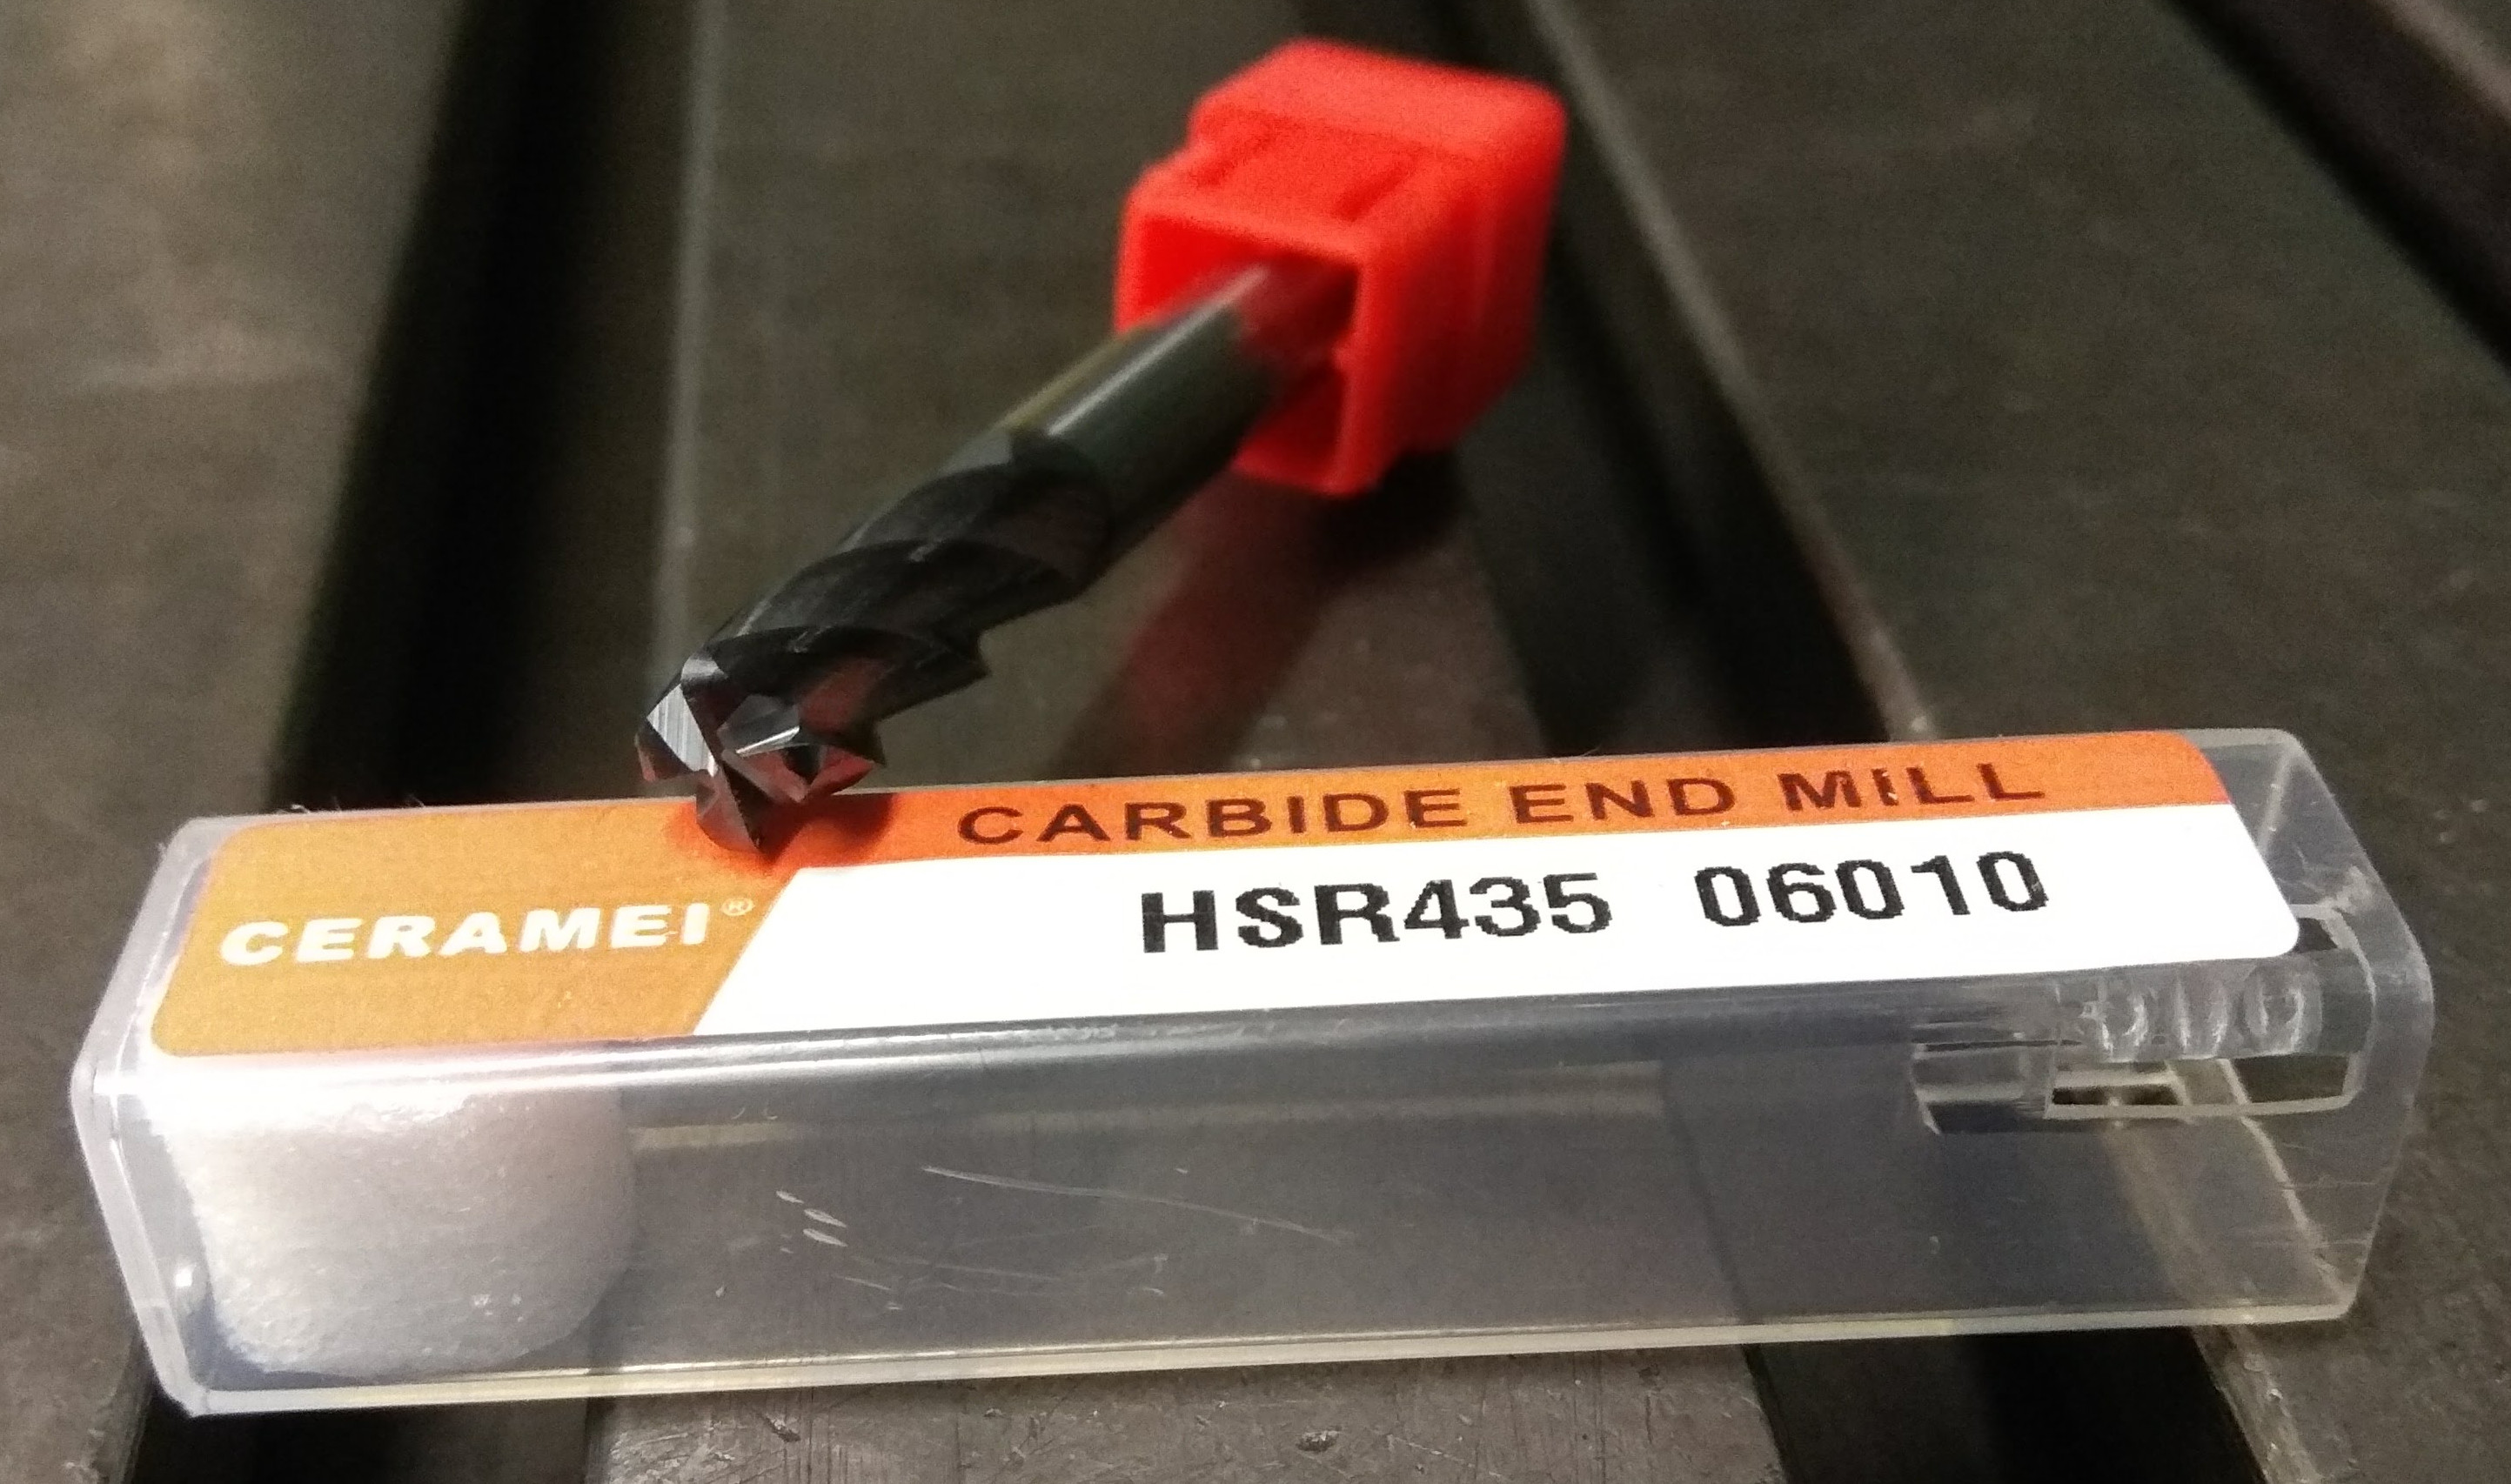 CARBIDE END MILL
CERAMEI®
HSR435 06010